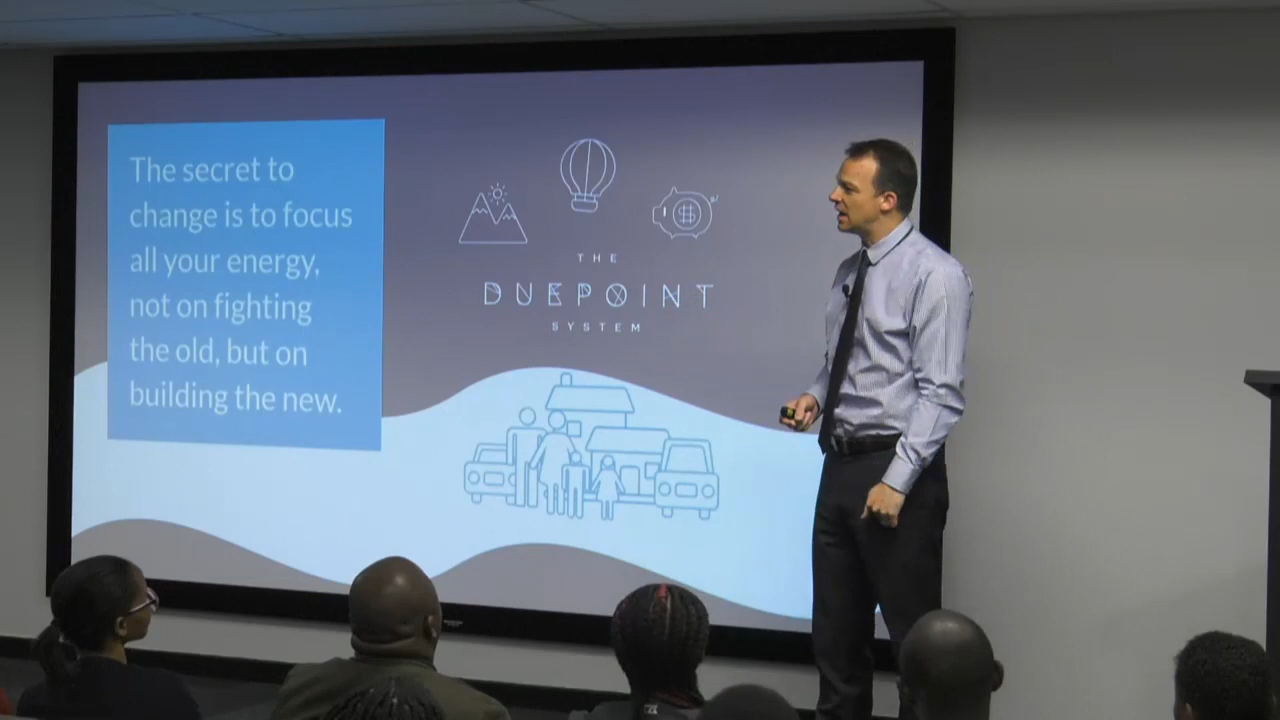 The secret to
change is to focus
all your energy,
not on fighting
the old, but on
building the new.
THE
DUEPOINT
SYSTEM
$